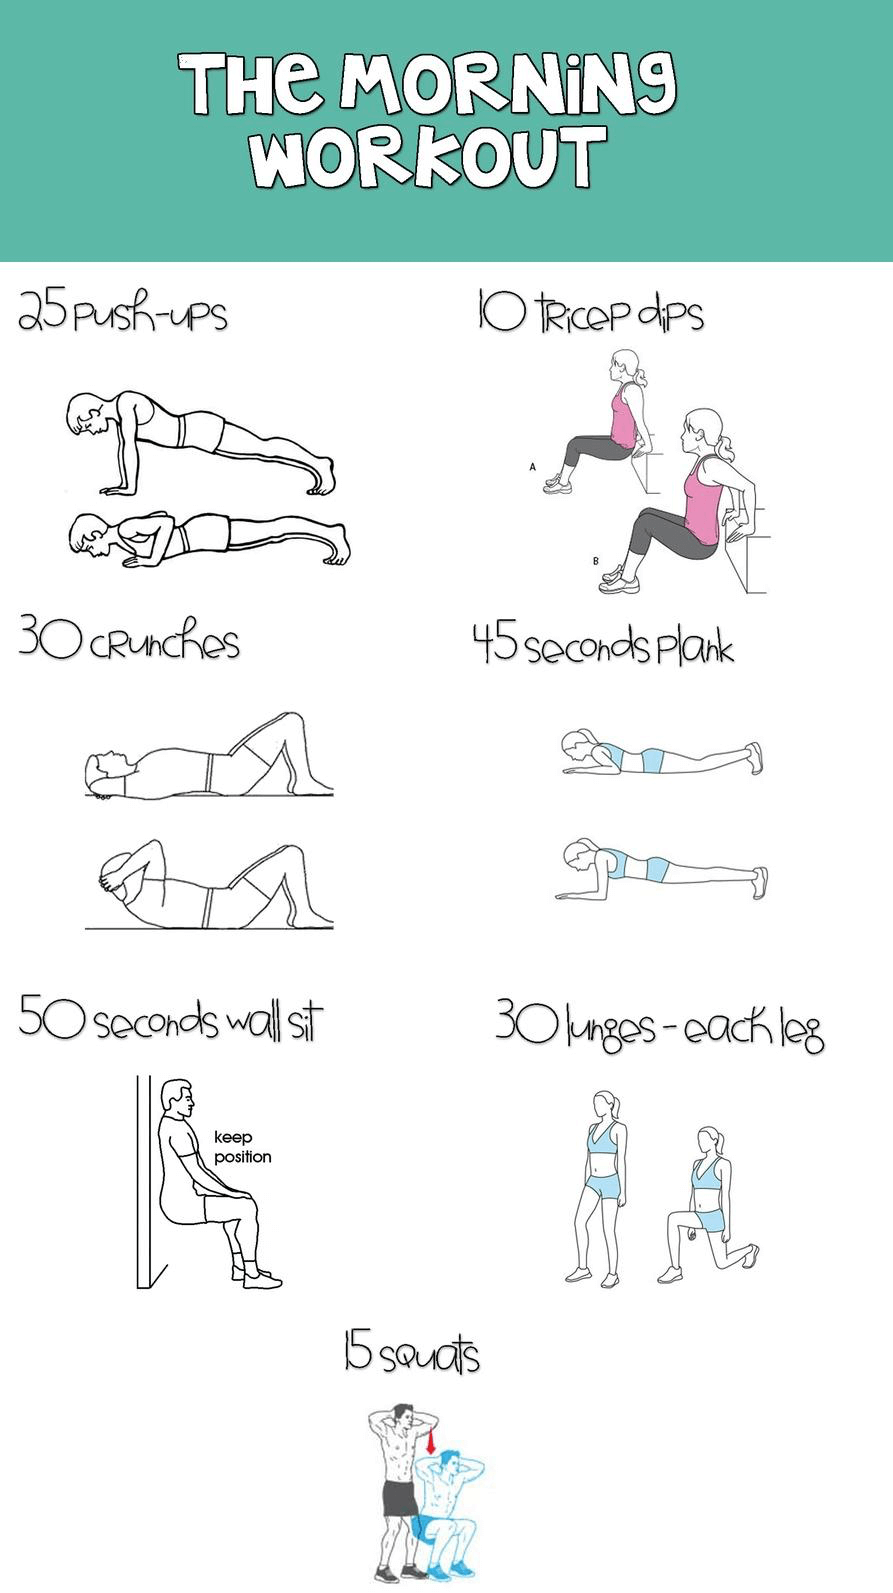 THE MORNING
WORKOUT
25 PUSH-UPS
10 TRICEP DIPS
A
B
30 CRUNCHES
45 seconds plank
50 seconds wall sit
keep
position
30 lunges - each leg
15 squats